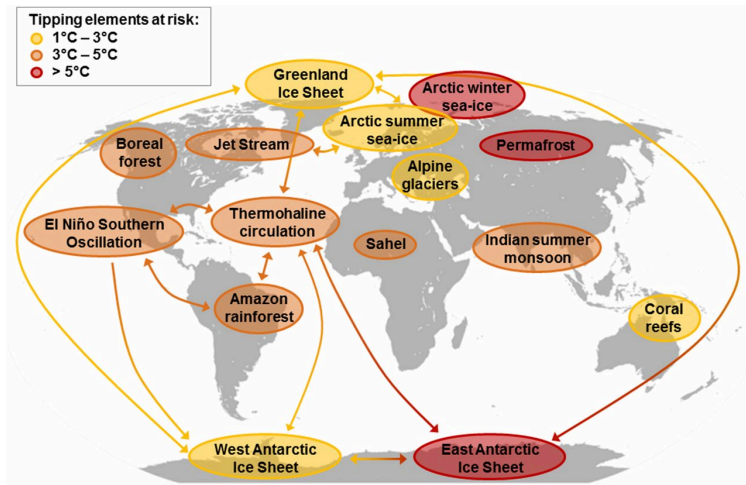 Tipping elements at risk:
1°C – 3°C
3°C – 5°C
> 5°C
Greenland
Ice Sheet
Arctic winter
sea-ice
Arctic summer
sea-ice
Boreal
forest
Jet Stream
Permafrost
Alpine
glaciers
El Niño Southern
Oscillation
Thermohaline
circulation
Sahel
Indian summer
monsoon
Amazon
rainforest
Coral
reefs
West Antarctic
Ice Sheet
East Antarctic
Ice Sheet